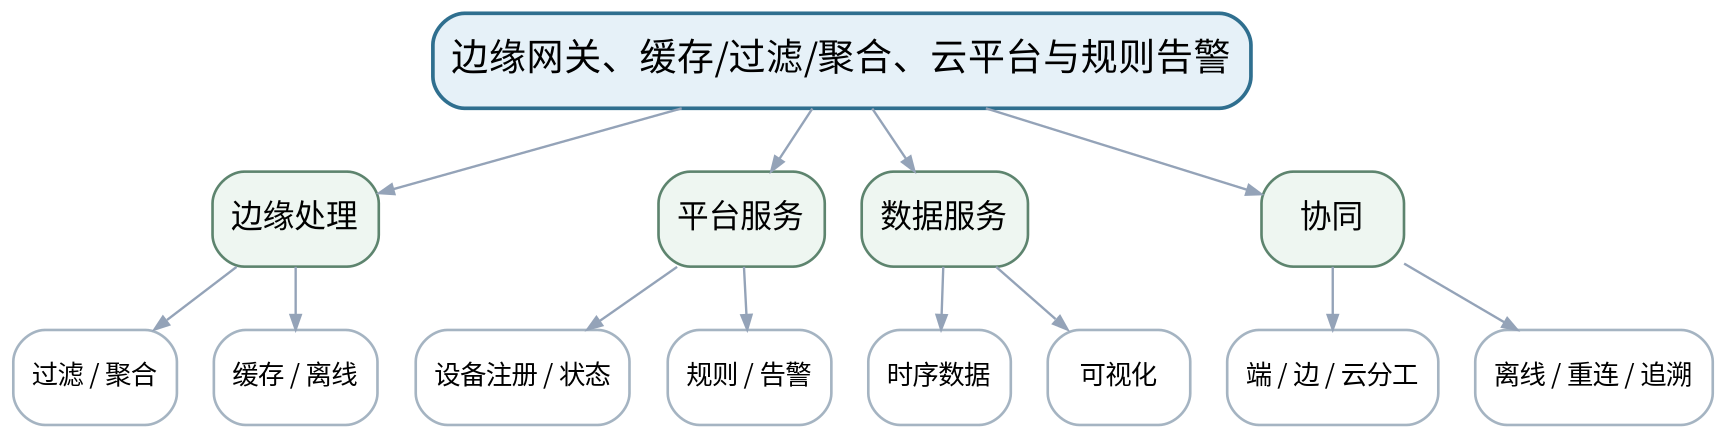 边缘网关、缓存/过滤/聚合、云平台与规则告警
边缘处理
平台服务
数据服务
协同
过滤 / 聚合
缓存 / 离线
设备注册 / 状态
规则 / 告警
时序数据
可视化
端 / 边 / 云分工
离线 / 重连 / 追溯